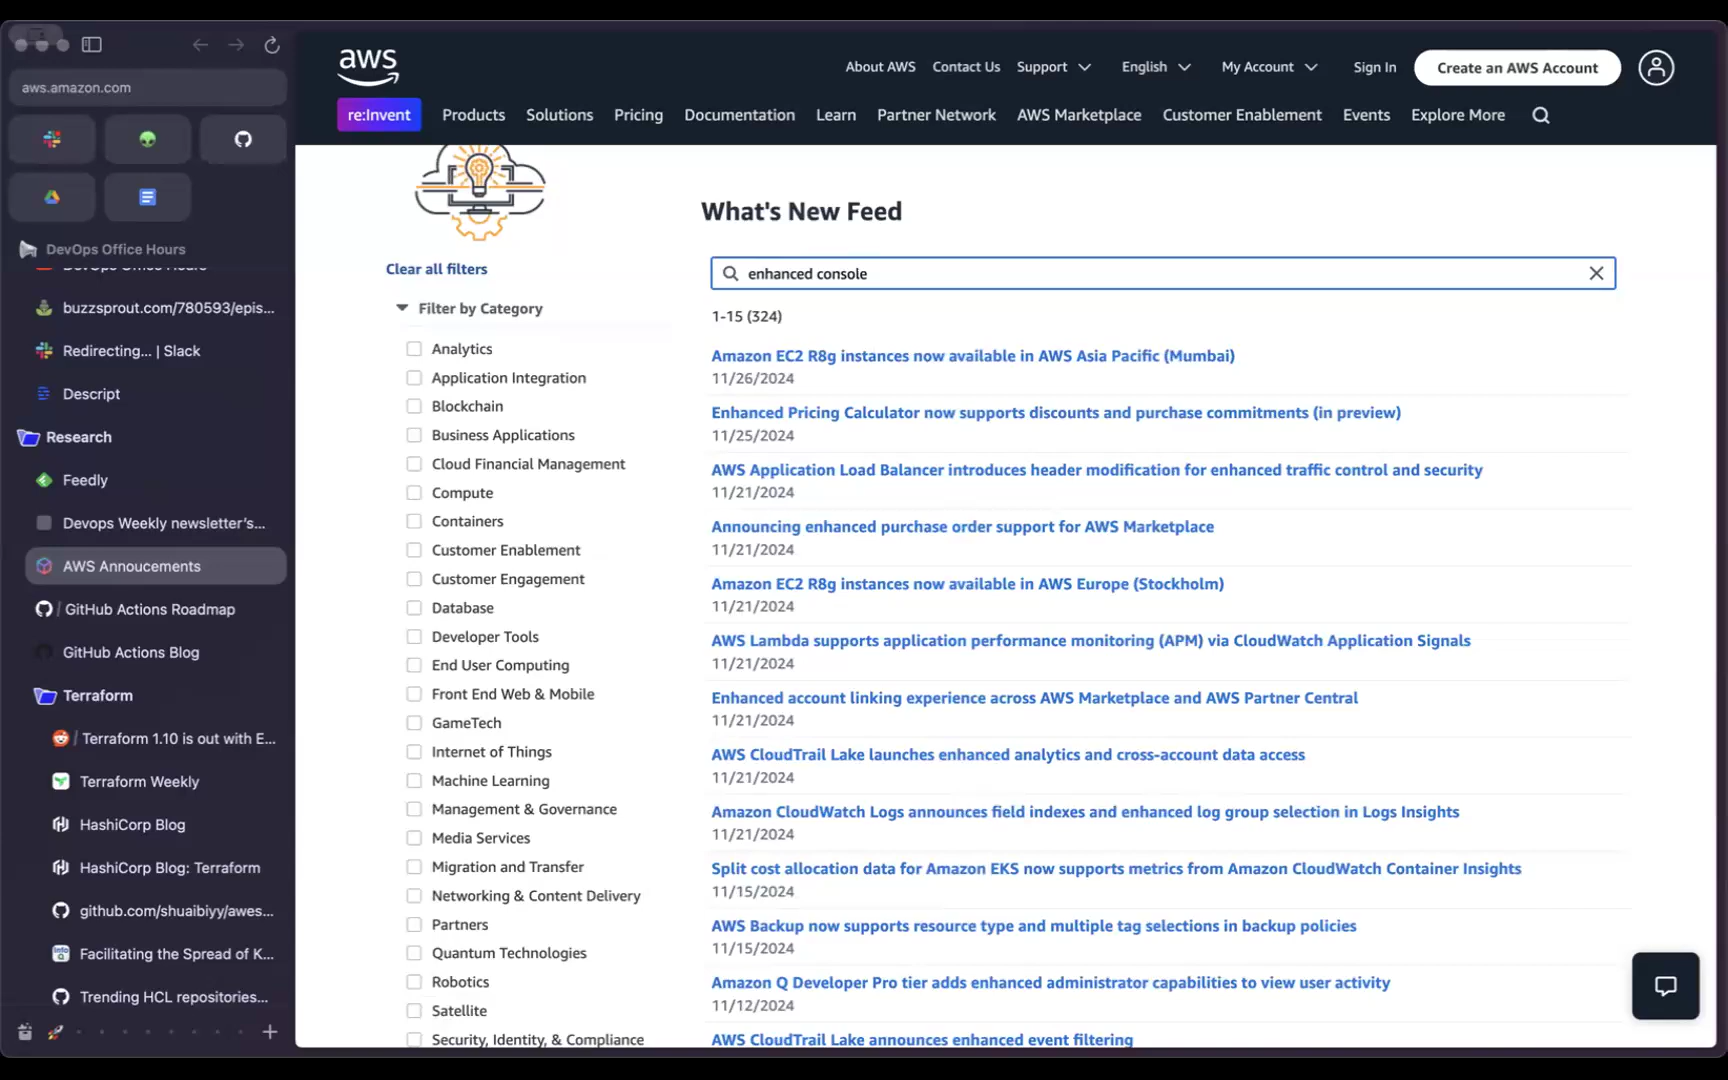 aws.amazon.com
DevOps Office Hours
DevOps Office Hours
buzzsprout.com/780593/epis...
Redirecting... | Slack
Descript
Research
Feedly
Devops Weekly newsletter's...
AWS Annoucements
/ GitHub Actions Roadmap
GitHub Actions Blog
Terraform
/ Terraform 1.10 is out with E...
Terraform Weekly
HashiCorp Blog
HashiCorp Blog: Terraform
github.com/shuaibiyy/awes...
Facilitating the Spread of K...
Trending HCL repositories...
aws
About AWS
Contact Us
Support
English
My Account
Sign In
Create an AWS Account
re:Invent
Products
Solutions
Pricing
Documentation
Learn
Partner Network
AWS Marketplace
Customer Enablement
Events
Explore More
Clear all filters
Filter by Category
Analytics
Application Integration
Blockchain
Business Applications
Cloud Financial Management
Compute
Containers
Customer Enablement
Customer Engagement
Database
Developer Tools
End User Computing
Front End Web & Mobile
GameTech
Internet of Things
Machine Learning
Management & Governance
Media Services
Migration and Transfer
Networking & Content Delivery
Partners
Quantum Technologies
Robotics
Satellite
Security, Identity, & Compliance
What's New Feed
enhanced console
1-15 (324)
Amazon EC2 R8g instances now available in AWS Asia Pacific (Mumbai)
11/26/2024
Enhanced Pricing Calculator now supports discounts and purchase commitments (in preview)
11/25/2024
AWS Application Load Balancer introduces header modification for enhanced traffic control and security
11/21/2024
Announcing enhanced purchase order support for AWS Marketplace
11/21/2024
Amazon EC2 R8g instances now available in AWS Europe (Stockholm)
11/21/2024
AWS Lambda supports application performance monitoring (APM) via CloudWatch Application Signals
11/21/2024
Enhanced account linking experience across AWS Marketplace and AWS Partner Central
11/21/2024
AWS CloudTrail Lake launches enhanced analytics and cross-account data access
11/21/2024
Amazon CloudWatch Logs announces field indexes and enhanced log group selection in Logs Insights
11/21/2024
Split cost allocation data for Amazon EKS now supports metrics from Amazon CloudWatch Container Insights
11/15/2024
AWS Backup now supports resource type and multiple tag selections in backup policies
11/15/2024
Amazon Q Developer Pro tier adds enhanced administrator capabilities to view user activity
11/12/2024
AWS CloudTrail Lake announces enhanced event filtering